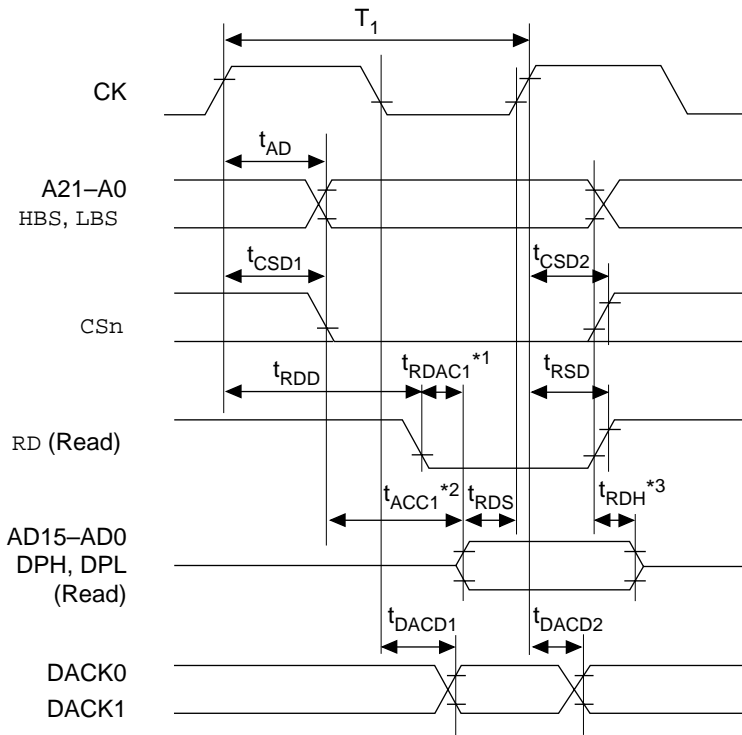 T1
CK
tAD
A21–A0
HBS, LBS
tCSD1
tCSD2
CSn
tRDD
tRDAC1*1
tRSD
RD (Read)
tACC1*2
tRDS
tRDH*3
AD15–AD0
DPH, DPL
(Read)
tDACD1
tDACD2
DACK0
DACK1